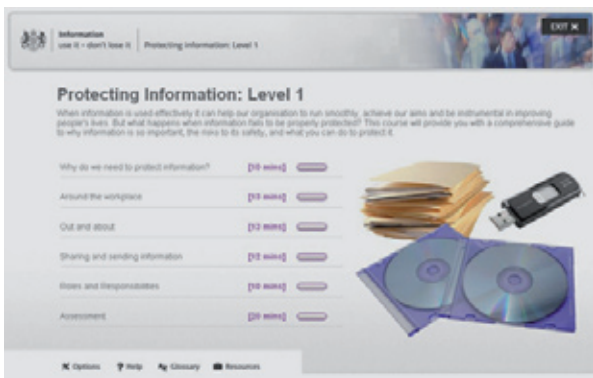 Information
use it - don't lose it
Protecting information: Level 1
EXIT
Protecting Information: Level 1
When information is used effectively it can help our organisation to run smoothly, achieve our aims and be instrumental in improving
people's lives. But what happens when information fails to be properly protected? This course will provide you with a comprehensive guide
to why information is so important, the risks to its safety, and what you can do to protect it.
Why do we need to protect information? [10 mins]
Around the workplace [15 mins]
Out and about [12 mins]
Sharing and sending information [12 mins]
Roles and Responsibilities [10 mins]
Assessment [20 mins]
Options Help Glossary Resources